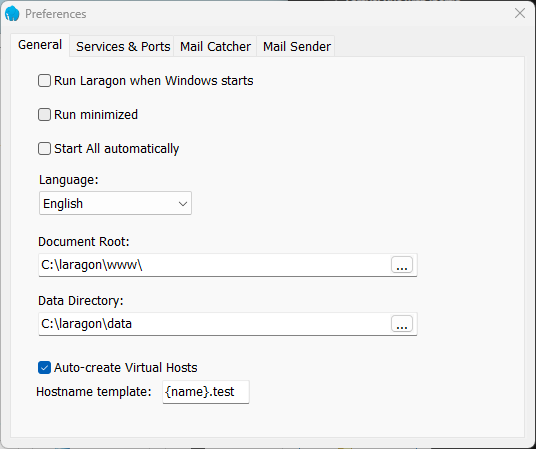 Preferences
General
Services & Ports
Mail Catcher
Mail Sender
Run Laragon when Windows starts
Run minimized
Start All automatically
Language:
English
Document Root:
C:\laragon\www\
...
Data Directory:
C:\laragon\data
...
Auto-create Virtual Hosts
Hostname template: {name}.test